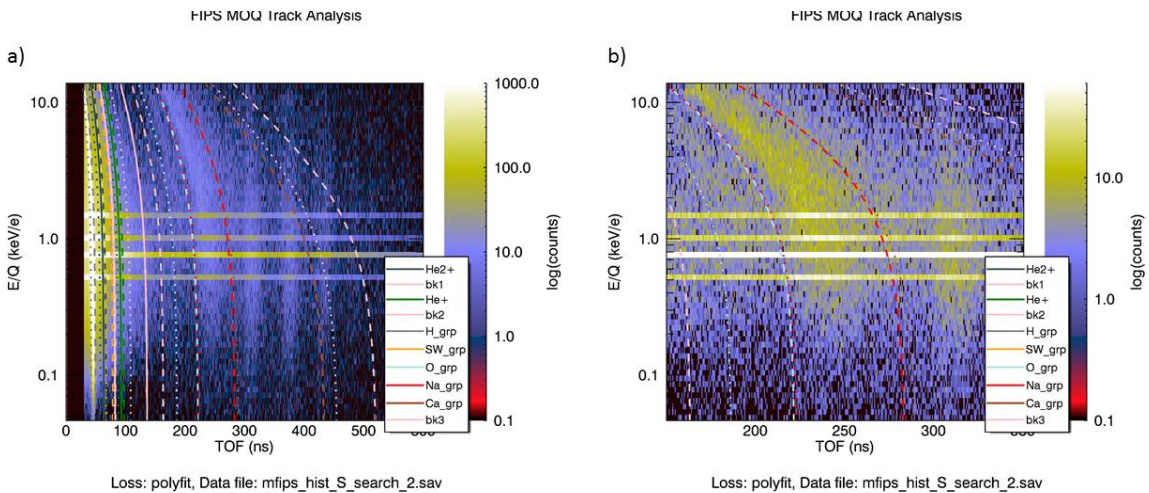 FIPS MOQ Track Analysis
a)
1000.0
100.0
10.0
1.0
0.1
log(counts)
10.0
1.0
0.1
E/Q (keV/e)
0
100
200
300
400
500
TOF (ns)
He2+
bk1
He+
bk2
H_grp
SW_grp
O_grp
Na_grp
Ca_grp
bk3
Loss: polyfit, Data file: mfips_hist_S_search_2.sav
FIPS MOQ Track Analysis
b)
10.0
1.0
0.1
log(counts)
10.0
1.0
0.1
E/Q (keV/e)
200
250
300
TOF (ns)
He2+
bk1
He+
bk2
H_grp
SW_grp
O_grp
Na_grp
Ca_grp
bk3
Loss: polyfit, Data file: mfips_hist_S_search_2.sav